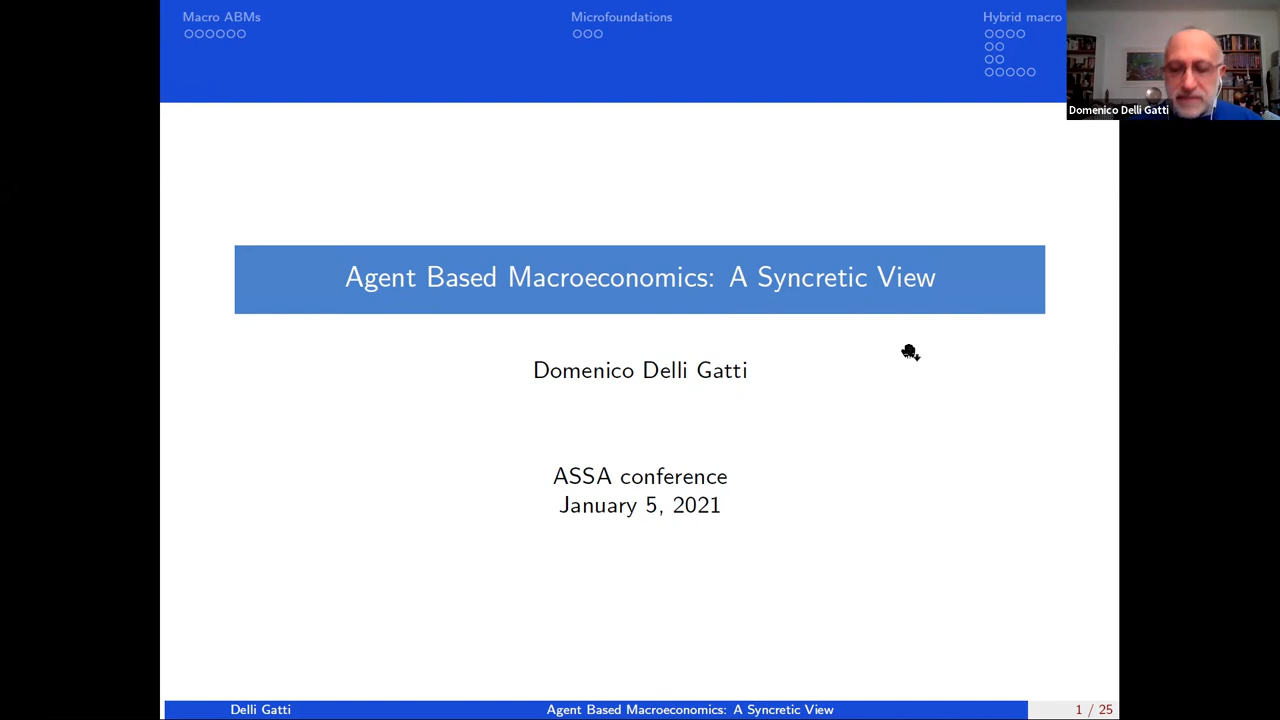 Macro ABMs
Microfoundations
Hybrid macro
Domenico Delli Gatti
Agent Based Macroeconomics: A Syncretic View
Domenico Delli Gatti
ASSA conference
January 5, 2021
Delli Gatti
Agent Based Macroeconomics: A Syncretic View
1 / 25